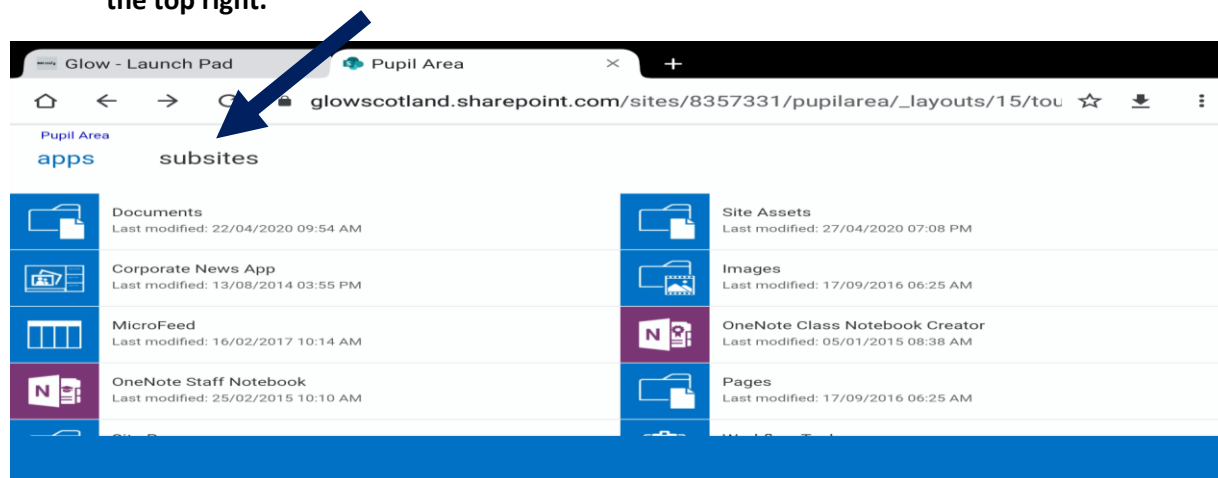 the top right.
Glow - Launch Pad
Pupil Area
glowscotland.sharepoint.com/sites/8357331/pupilarea/_layouts/15/tou
Pupil Area
apps subsites
Documents
Last modified: 22/04/2020 09:54 AM
Site Assets
Last modified: 27/04/2020 07:08 PM
Corporate News App
Last modified: 13/08/2014 03:55 PM
Images
Last modified: 17/09/2016 06:25 AM
MicroFeed
Last modified: 16/02/2017 10:14 AM
OneNote Class Notebook Creator
Last modified: 05/01/2015 08:38 AM
OneNote Staff Notebook
Last modified: 25/02/2015 10:10 AM
Pages
Last modified: 17/09/2016 06:25 AM